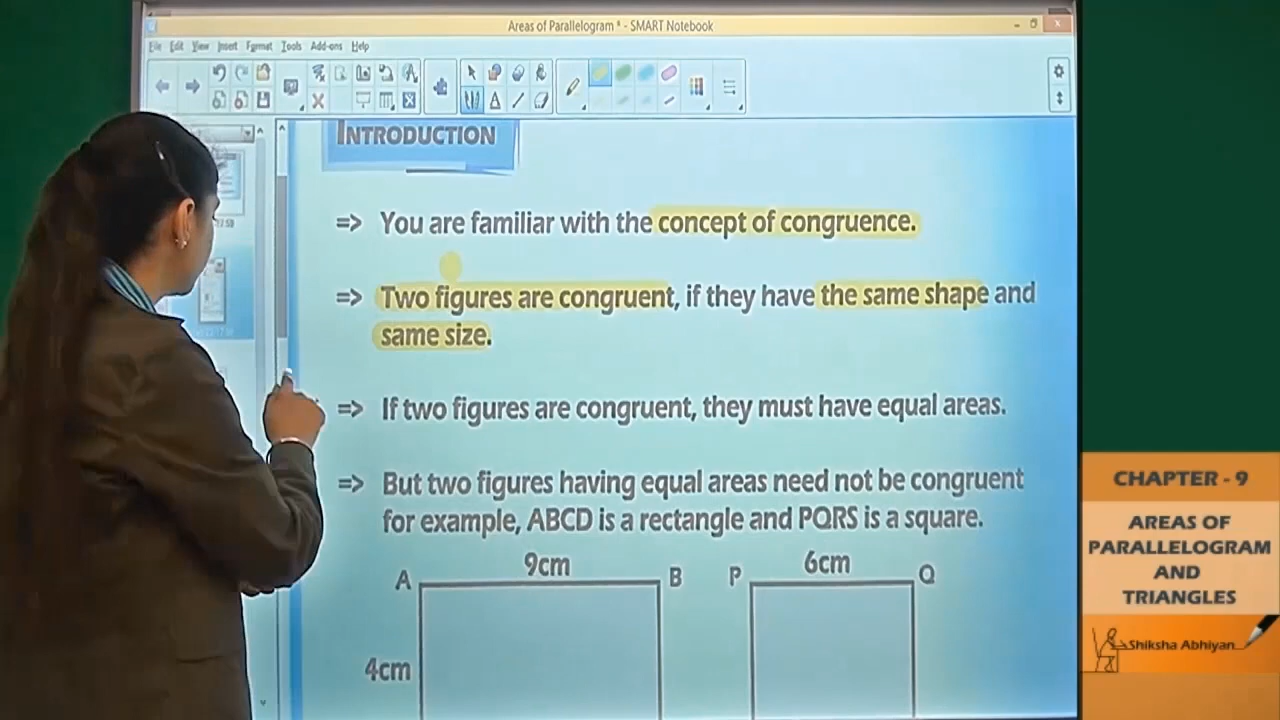 Areas of Parallelogram * - SMART Notebook
File Edit View Insert Format Tools Add-ons Help
INTRODUCTION
=> You are familiar with the concept of congruence.
=> Two figures are congruent, if they have the same shape and
same size.
=> If two figures are congruent, they must have equal areas.
=> But two figures having equal areas need not be congruent
for example, ABCD is a rectangle and PQRS is a square.
A 9cm B P 6cm Q
4cm
CHAPTER - 9
AREAS OF
PARALLELOGRAM
AND
TRIANGLES
Shiksha Abhiyan